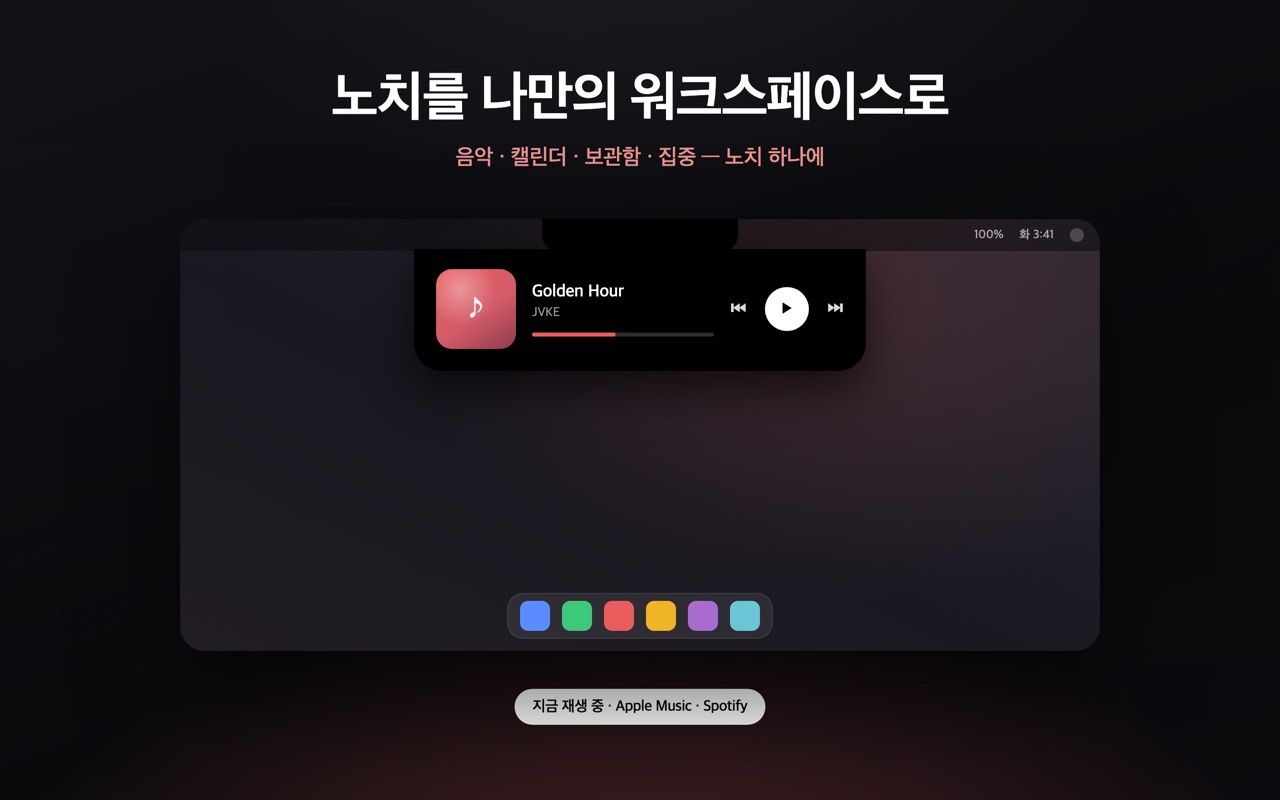 노치를 나만의 워크스페이스로
음악 · 캘린더 · 보관함 · 집중 — 노치 하나에
100% 화 3:41
Golden Hour
JVKE
지금 재생 중 · Apple Music · Spotify